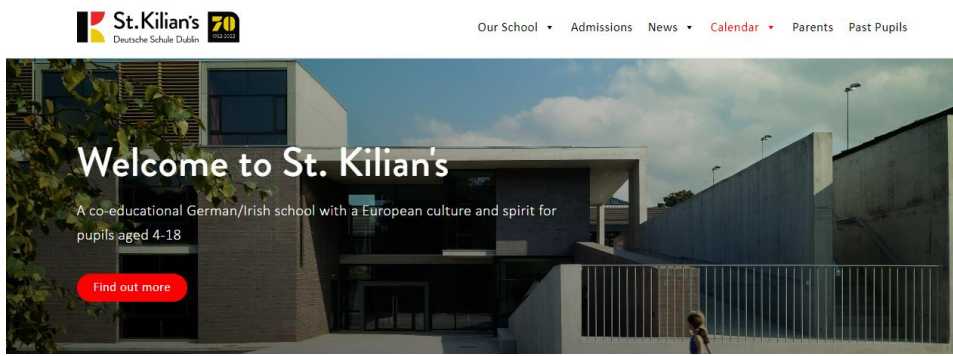 St.Kilian's
Deutsche Schule Dublin
70
1952-2022
Our School
Admissions
News
Calendar
Parents
Past Pupils
Welcome to St. Kilian's
A co-educational German/Irish school with a European culture and spirit for
pupils aged 4-18
Find out more